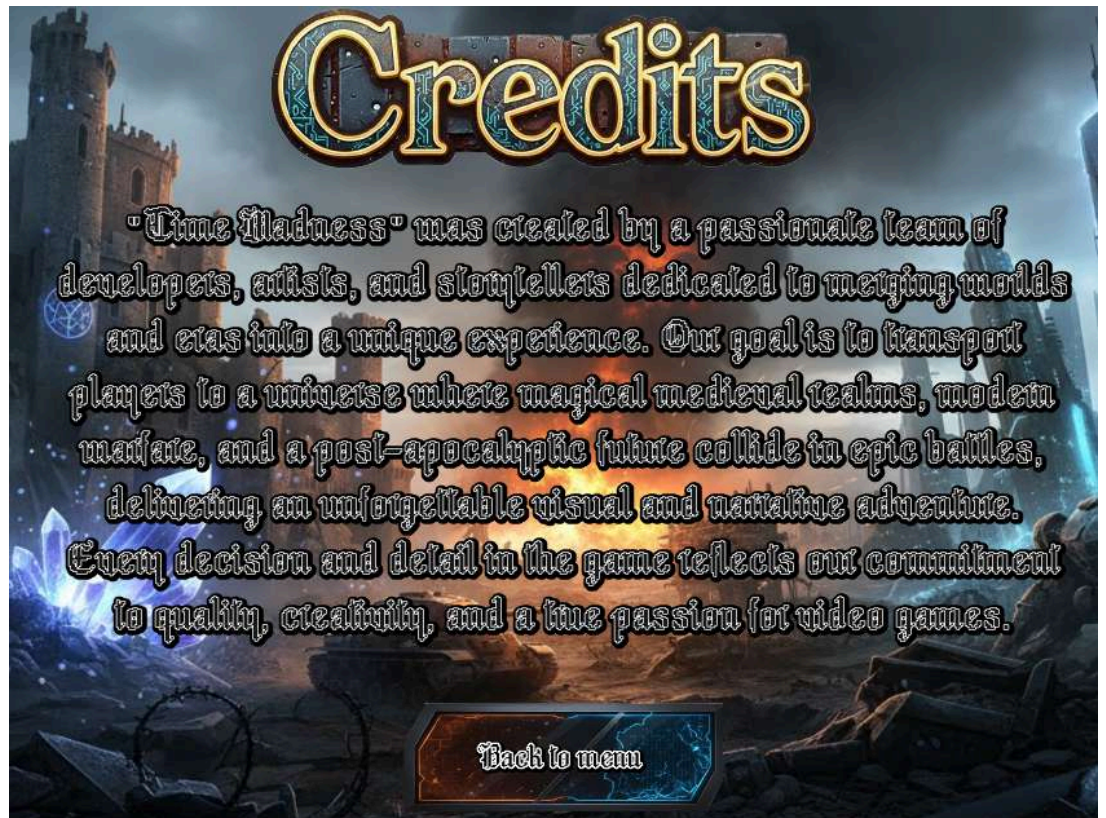 Credits
"Time Madness" was created by a passionate team of
developers, artists, and storytellers dedicated to merging worlds
and eras into a unique experience. Our goal is to transport
players to a universe where magical medieval realms, modern
warfare, and a post-apocalyptic future collide in epic battles,
delivering an unforgettable visual and narrative adventure.
Every decision and detail in the game reflects our commitment
to quality, creativity, and a true passion for video games.
Back to menu